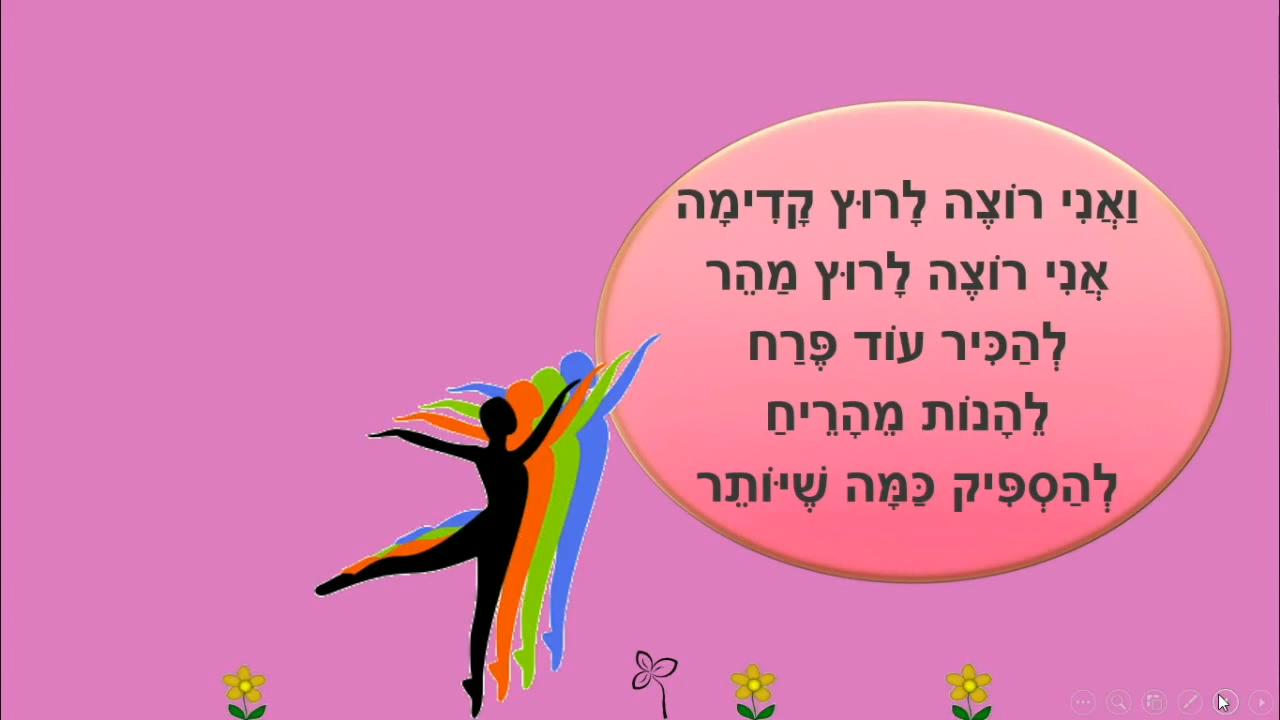 וַאֲנִי רוֹצֶה לָרוּץ קָדִימָה
אֲנִי רוֹצֶה לָרוּץ מַהֵר
לְהַכִּיר עוֹד פֶּרַח
לֵהָנוֹת מֵהָרֵיחַ
לְהַסְפִּיק כַּמָּה שֶׁיּוֹתֵר